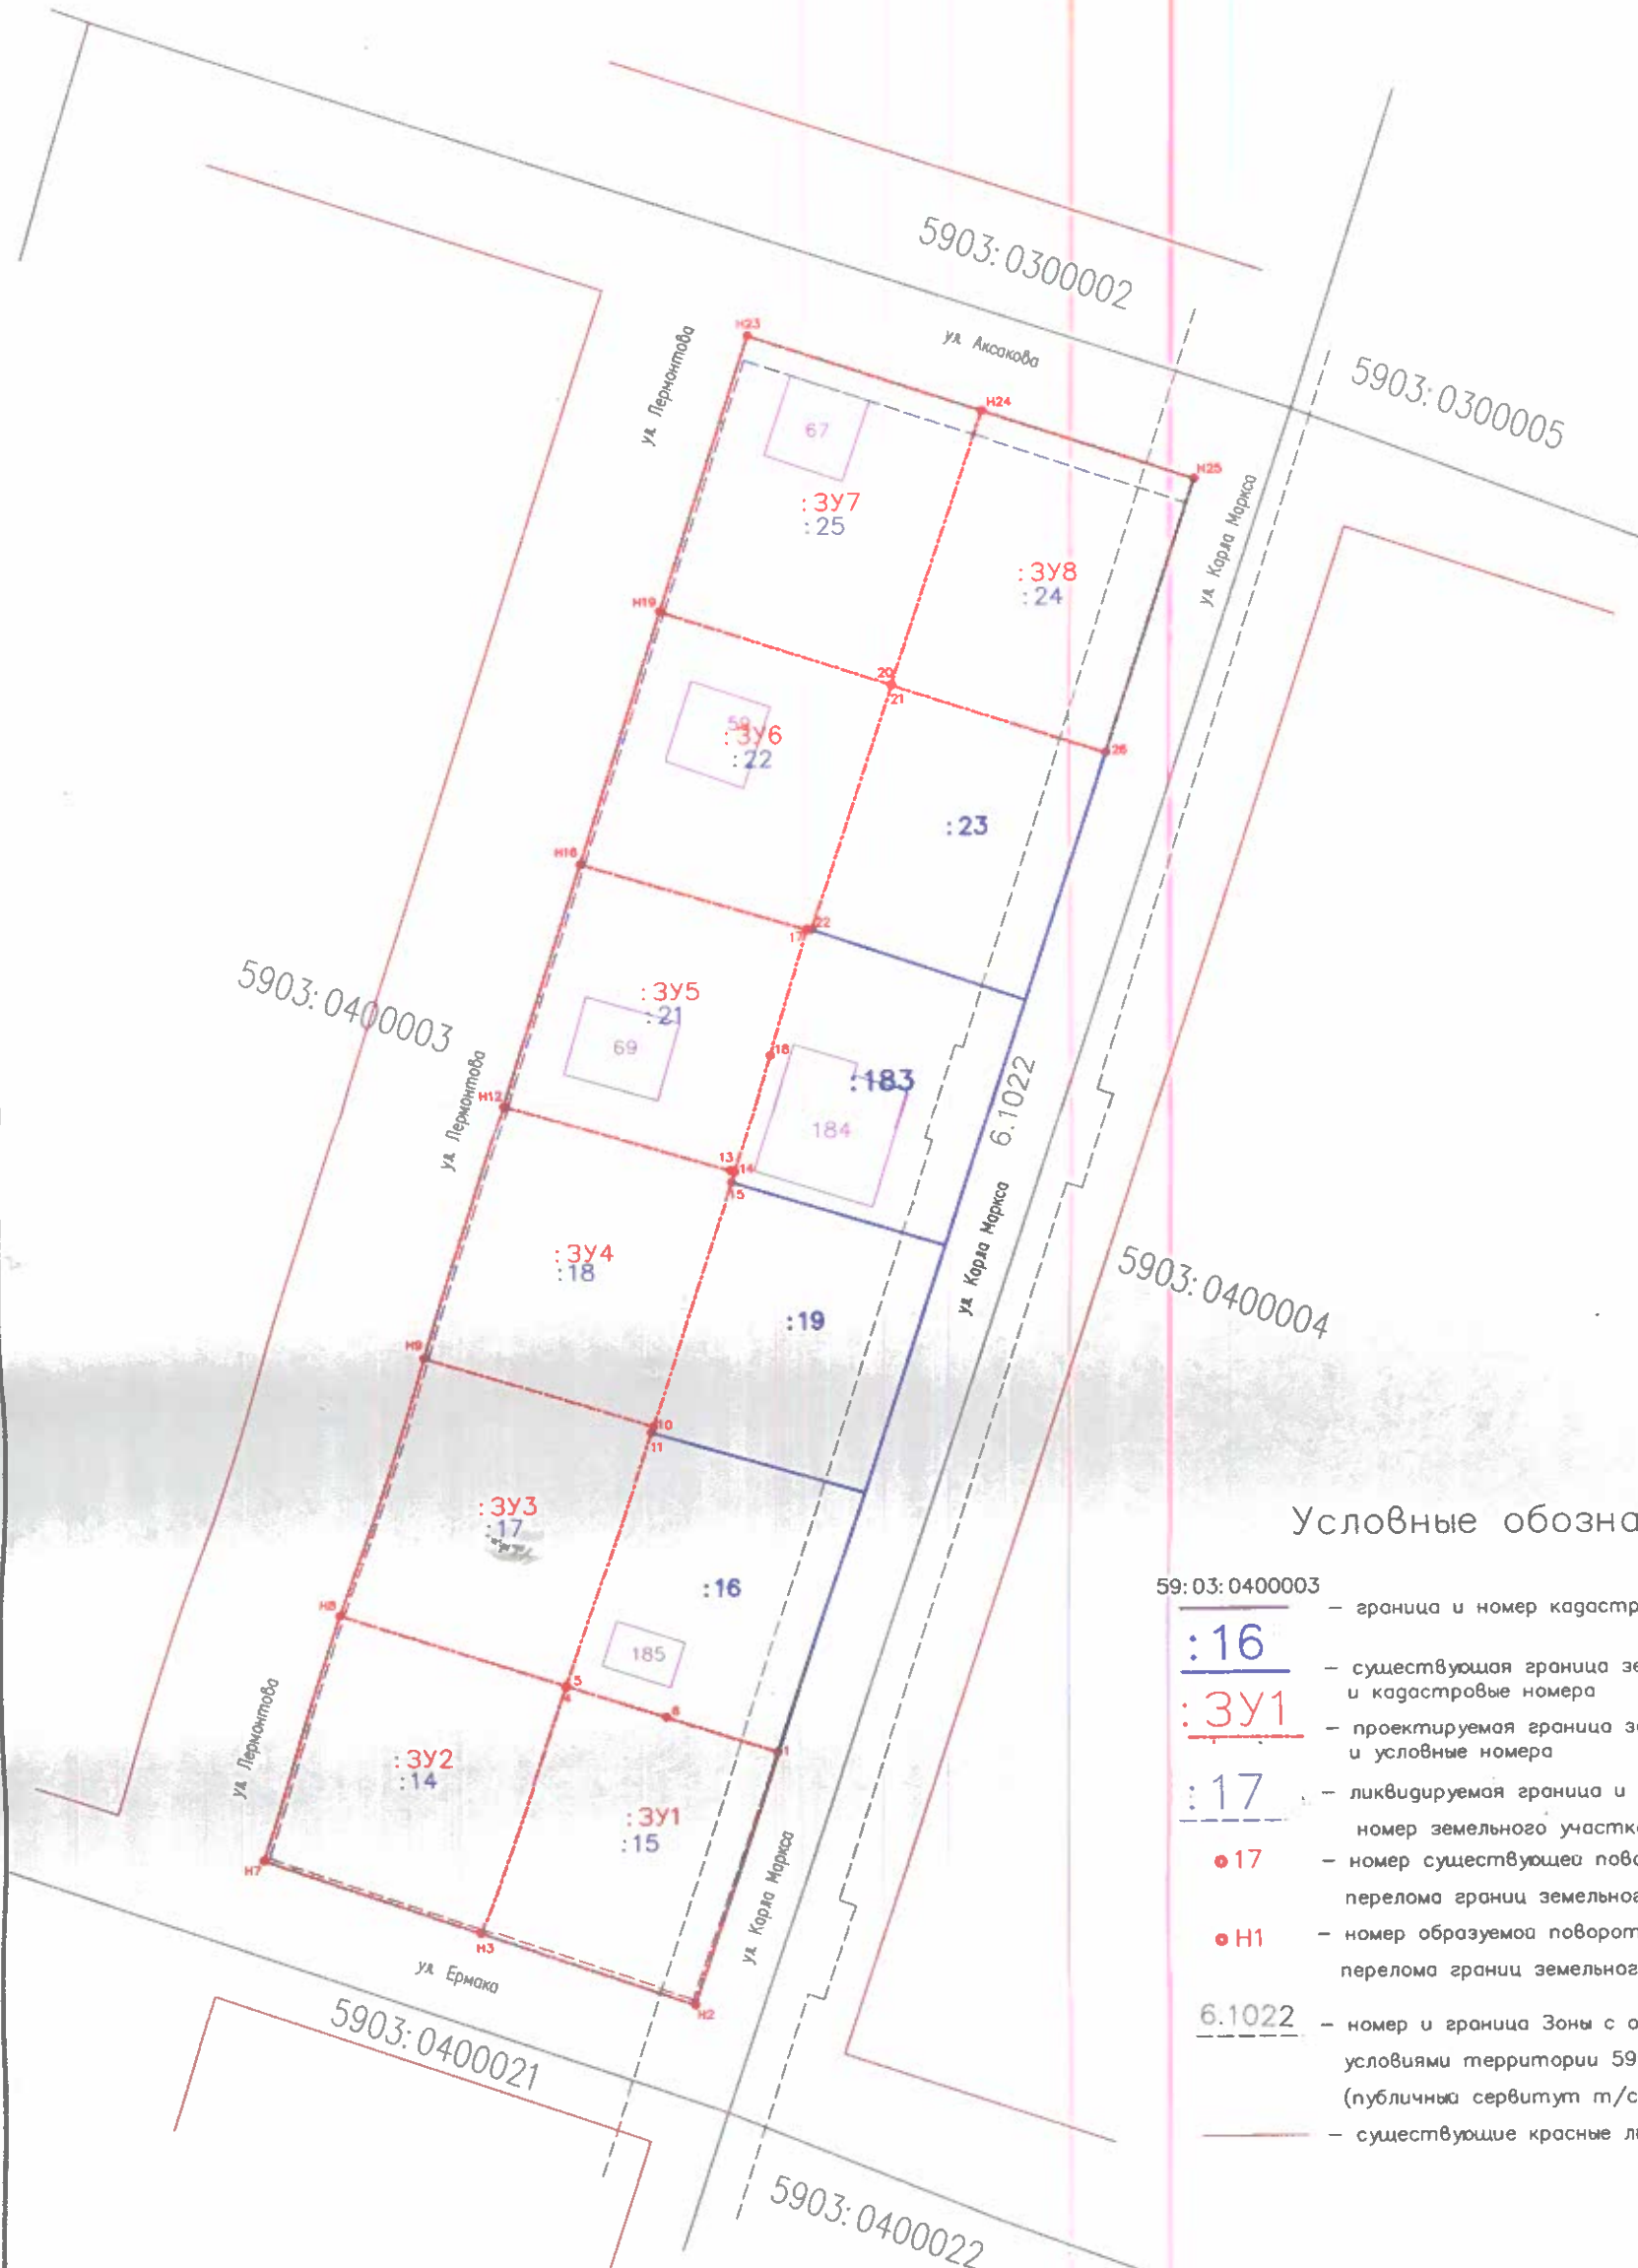 5903:0300002
ул. Аксакова
5903:0300005
н23
ул. Лермонтова
н24
67
н25
:ЗУ7
:25
ул. Карла Маркса
:ЗУ8
:24
н19
20
21
59
:ЗУ6
:22
26
:23
н16
22
17
5903:0400003
:ЗУ5
:21
69
18
:183
184
6.1022
ул. Лермонтова
н12
13
14
15
ул. Карла Маркса
:ЗУ4
:18
5903:0400004
:19
н9
10
11
:ЗУ3
:17
:16
н8
185
5
4
6
1
ул. Лермонтова
:ЗУ2
:14
:ЗУ1
:15
ул. Карла Маркса
н7
н3
ул. Ермака
н2
5903:0400021
5903:0400022
Условные обозна
59:03:0400003
– граница и номер кадастр
:16
– существующая граница зе
и кадастровые номера
:ЗУ1
– проектируемая граница з
и условные номера
:17
– ликвидируемая граница и
номер земельного участк
17
– номер существующей пов
перелома границ земельног
Н1
– номер образуемой поворот
перелома границ земельног
6.1022
– номер и граница Зоны с о
условиями территории 59
(публичный сервитут т/с
– существующие красные л